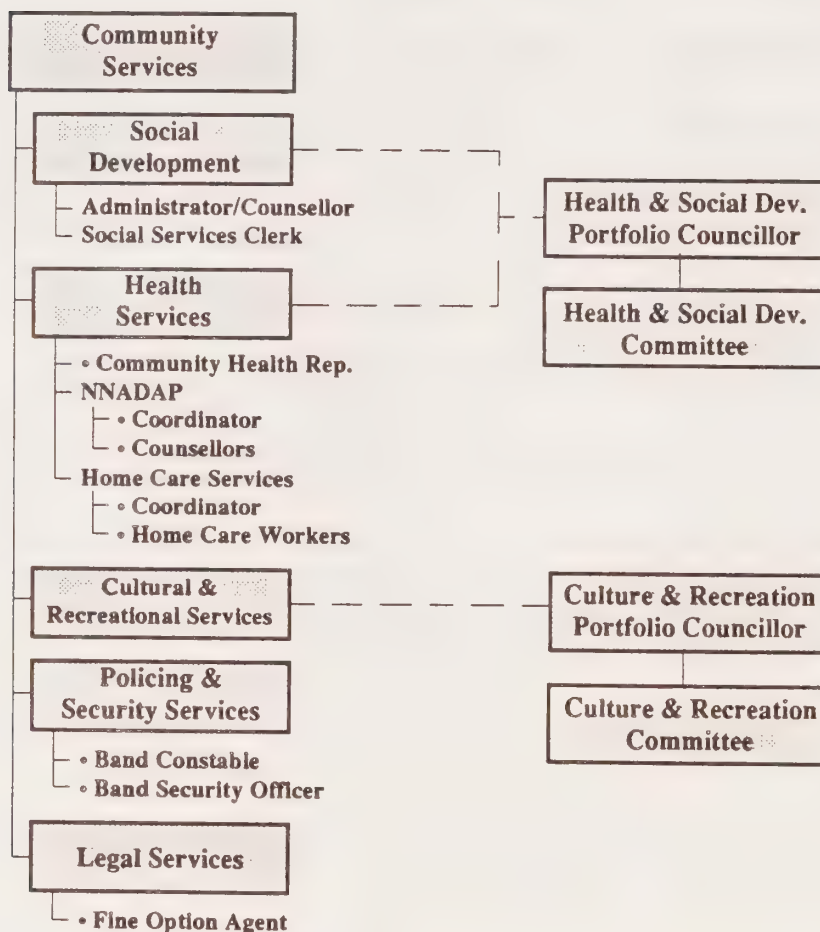 Community
Services
Social
Development
Administrator/Counsellor
Social Services Clerk
Health
Services
• Community Health Rep.
NNADAP
• Coordinator
• Counsellors
Home Care Services
• Coordinator
• Home Care Workers
Cultural &
Recreational Services
Policing &
Security Services
• Band Constable
• Band Security Officer
Legal Services
• Fine Option Agent
Health & Social Dev.
Portfolio Councillor
Health & Social Dev.
Committee
Culture & Recreation
Portfolio Councillor
Culture & Recreation
Committee